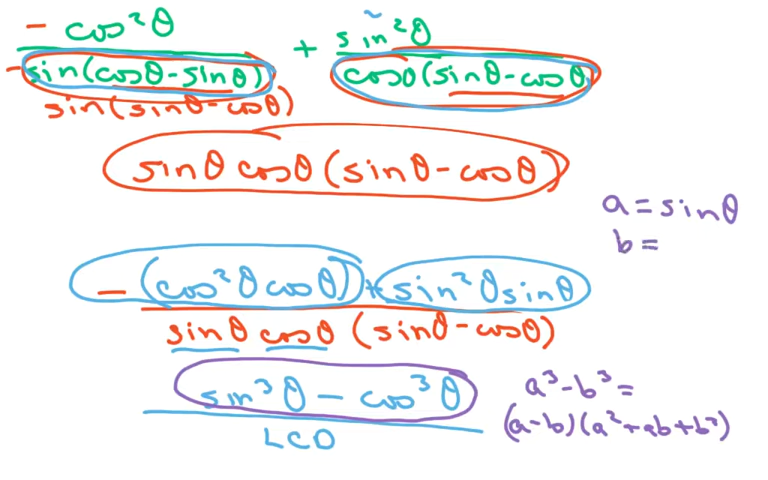 - cos²θ / sin(cosθ-sinθ) + sin²θ / cosθ(sinθ-cosθ)
- sin(sinθ-cosθ)
sinθ cosθ (sinθ-cosθ)
a = sinθ
b =
- (cos²θ cosθ) + sin²θ sinθ
sinθ cosθ (sinθ-cosθ)
sin³θ - cos³θ
LCD
a³-b³=
(a-b)(a²+ab+b²)